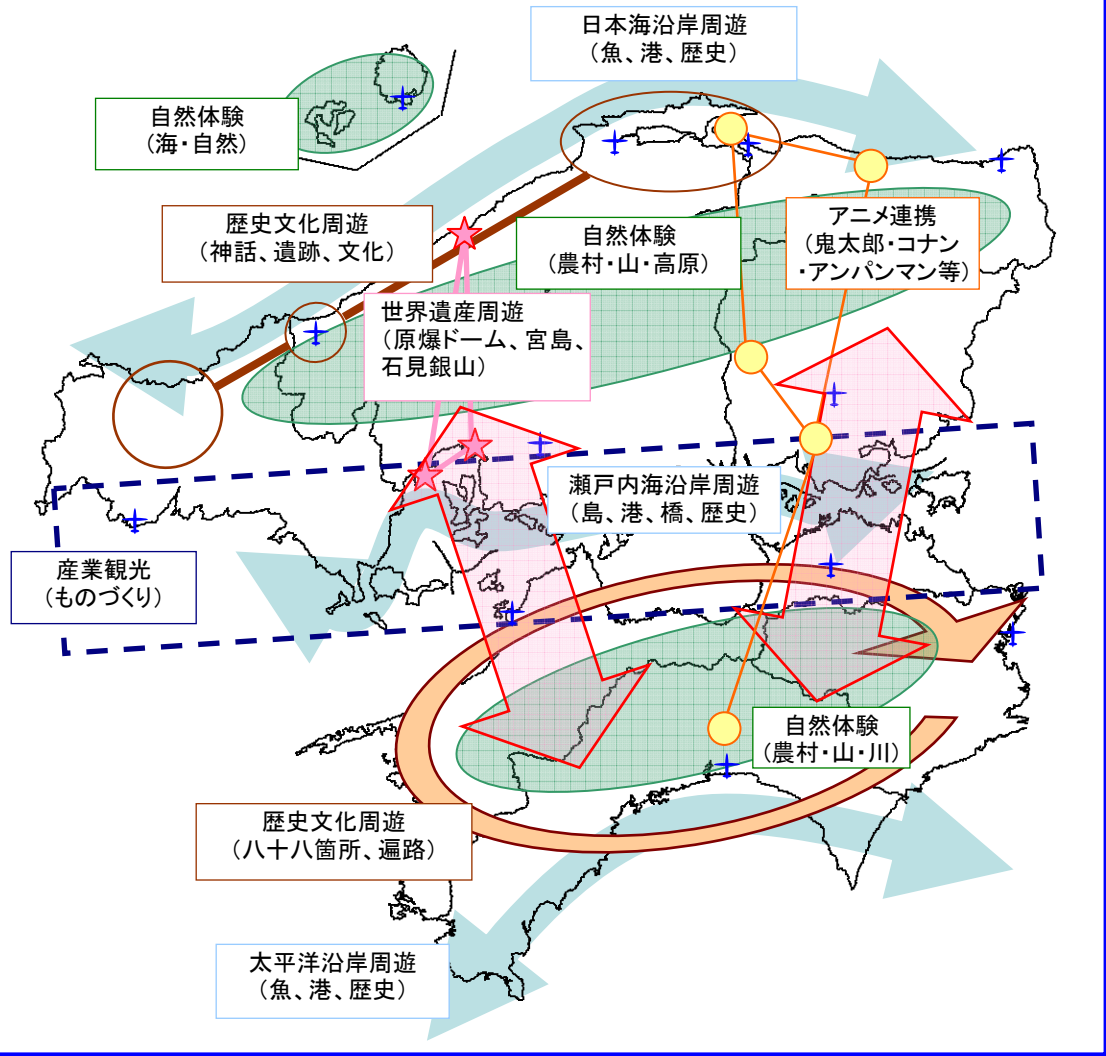 日本海沿岸周遊
（魚、港、歴史）
自然体験
（海・自然）
歴史文化周遊
（神話、遺跡、文化）
自然体験
（農村・山・高原）
アニメ連携
（鬼太郎・コナン
・アンパンマン等）
世界遺産周遊
（原爆ドーム、宮島、
石見銀山）
瀬戸内海沿岸周遊
（島、港、橋、歴史）
産業観光
（ものづくり）
自然体験
（農村・山・川）
歴史文化周遊
（八十八箇所、遍路）
太平洋沿岸周遊
（魚、港、歴史）